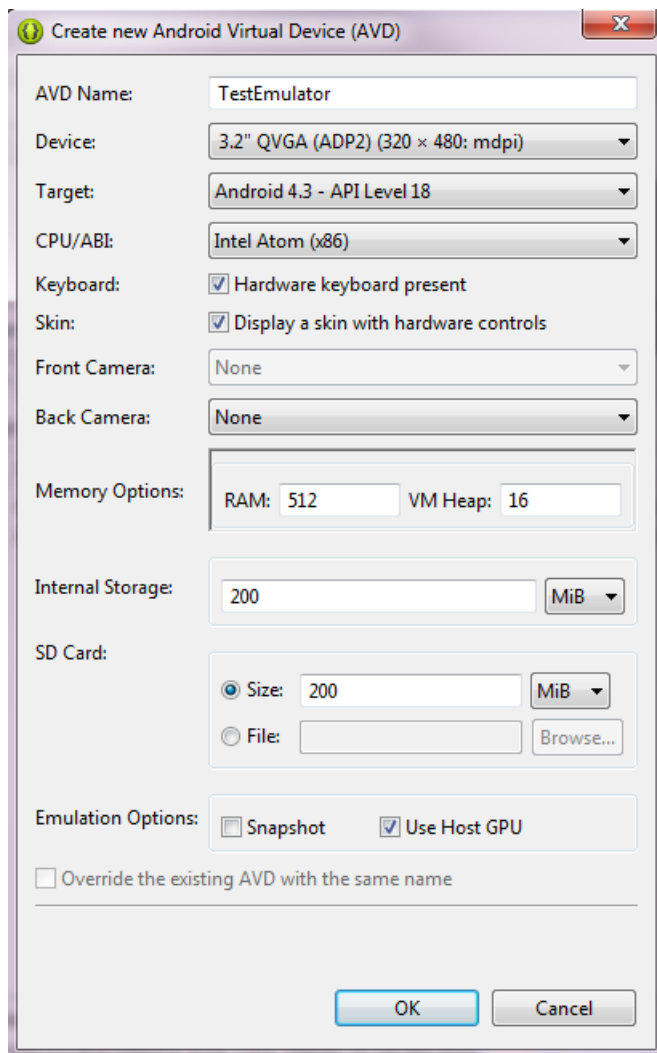 Create new Android Virtual Device (AVD)
AVD Name: TestEmulator
Device: 3.2" QVGA (ADP2) (320 × 480: mdpi)
Target: Android 4.3 - API Level 18
CPU/ABI: Intel Atom (x86)
Keyboard: Hardware keyboard present
Skin: Display a skin with hardware controls
Front Camera: None
Back Camera: None
Memory Options: RAM: 512 VM Heap: 16
Internal Storage: 200 MiB
SD Card:
Size: 200 MiB
File: Browse...
Emulation Options: Snapshot Use Host GPU
Override the existing AVD with the same name
OK Cancel